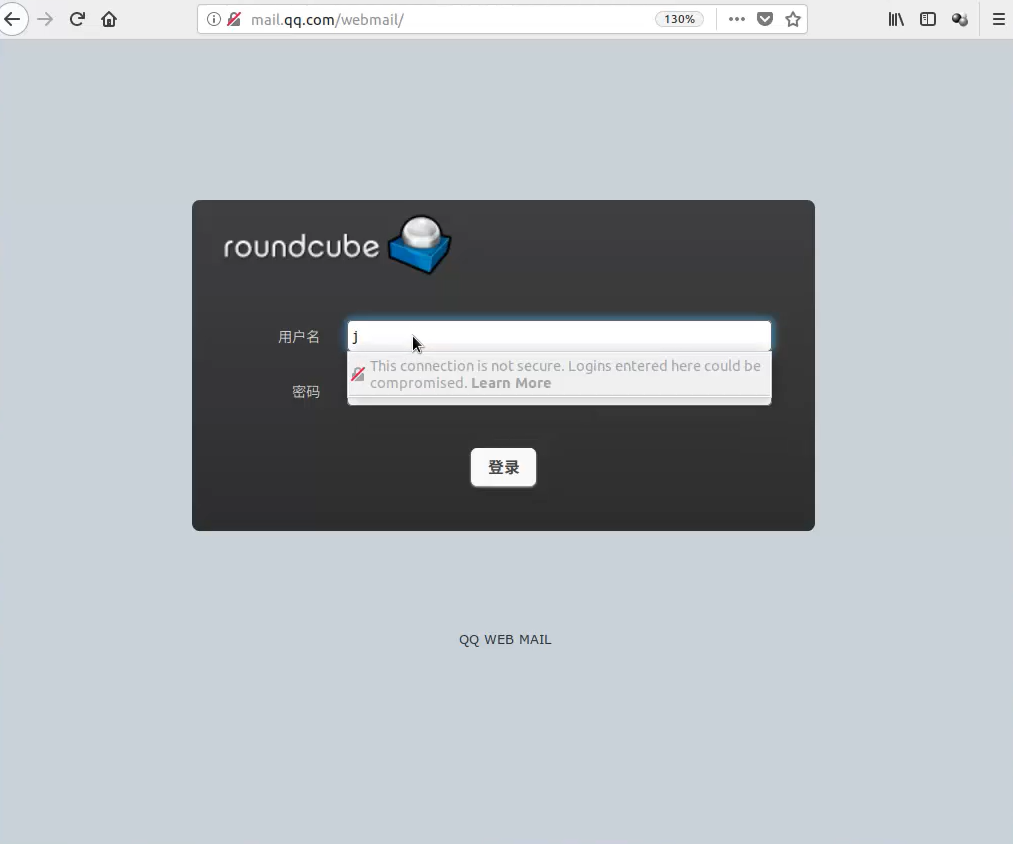 mail.qq.com/webmail/ 130%
roundcube
用户名 j
This connection is not secure. Logins entered here could be
compromised. Learn More
密码
登录
QQ WEB MAIL